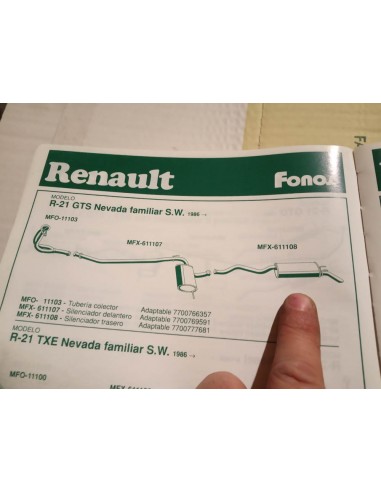 Renault
Fonos
MODELO
R-21 GTS Nevada familiar S.W. 1986 →
MFO-11103
MFX-611107
MFX-611108
MFO- 11103 - Tubería colector Adaptable 7700766357
MFX- 611107 - Silenciador delantero Adaptable 7700769591
MFX- 611108 - Silenciador trasero Adaptable 7700777681
MODELO
R-21 TXE Nevada familiar S.W. 1986 →
MFO-11100